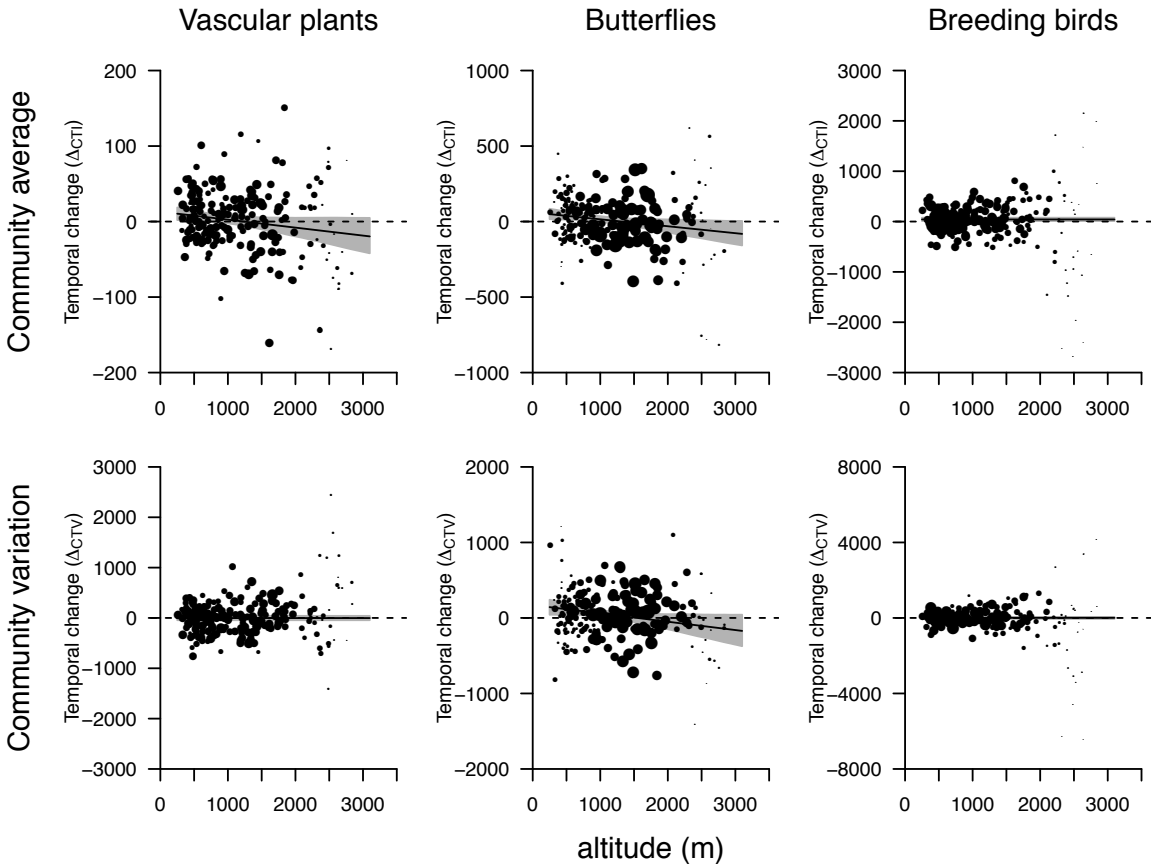 Vascular plants
Butterflies
Breeding birds
Community average
Temporal change (ΔCTI)
200
100
0
−100
−200
0 1000 2000 3000
Temporal change (ΔCTI)
1000
500
0
−500
−1000
0 1000 2000 3000
Temporal change (ΔCTI)
3000
2000
1000
0
−1000
−2000
−3000
0 1000 2000 3000
Community variation
Temporal change (ΔCTV)
3000
2000
1000
0
−1000
−2000
−3000
0 1000 2000 3000
Temporal change (ΔCTV)
2000
1000
0
−1000
−2000
0 1000 2000 3000
Temporal change (ΔCTV)
8000
4000
0
−4000
−8000
0 1000 2000 3000
altitude (m)